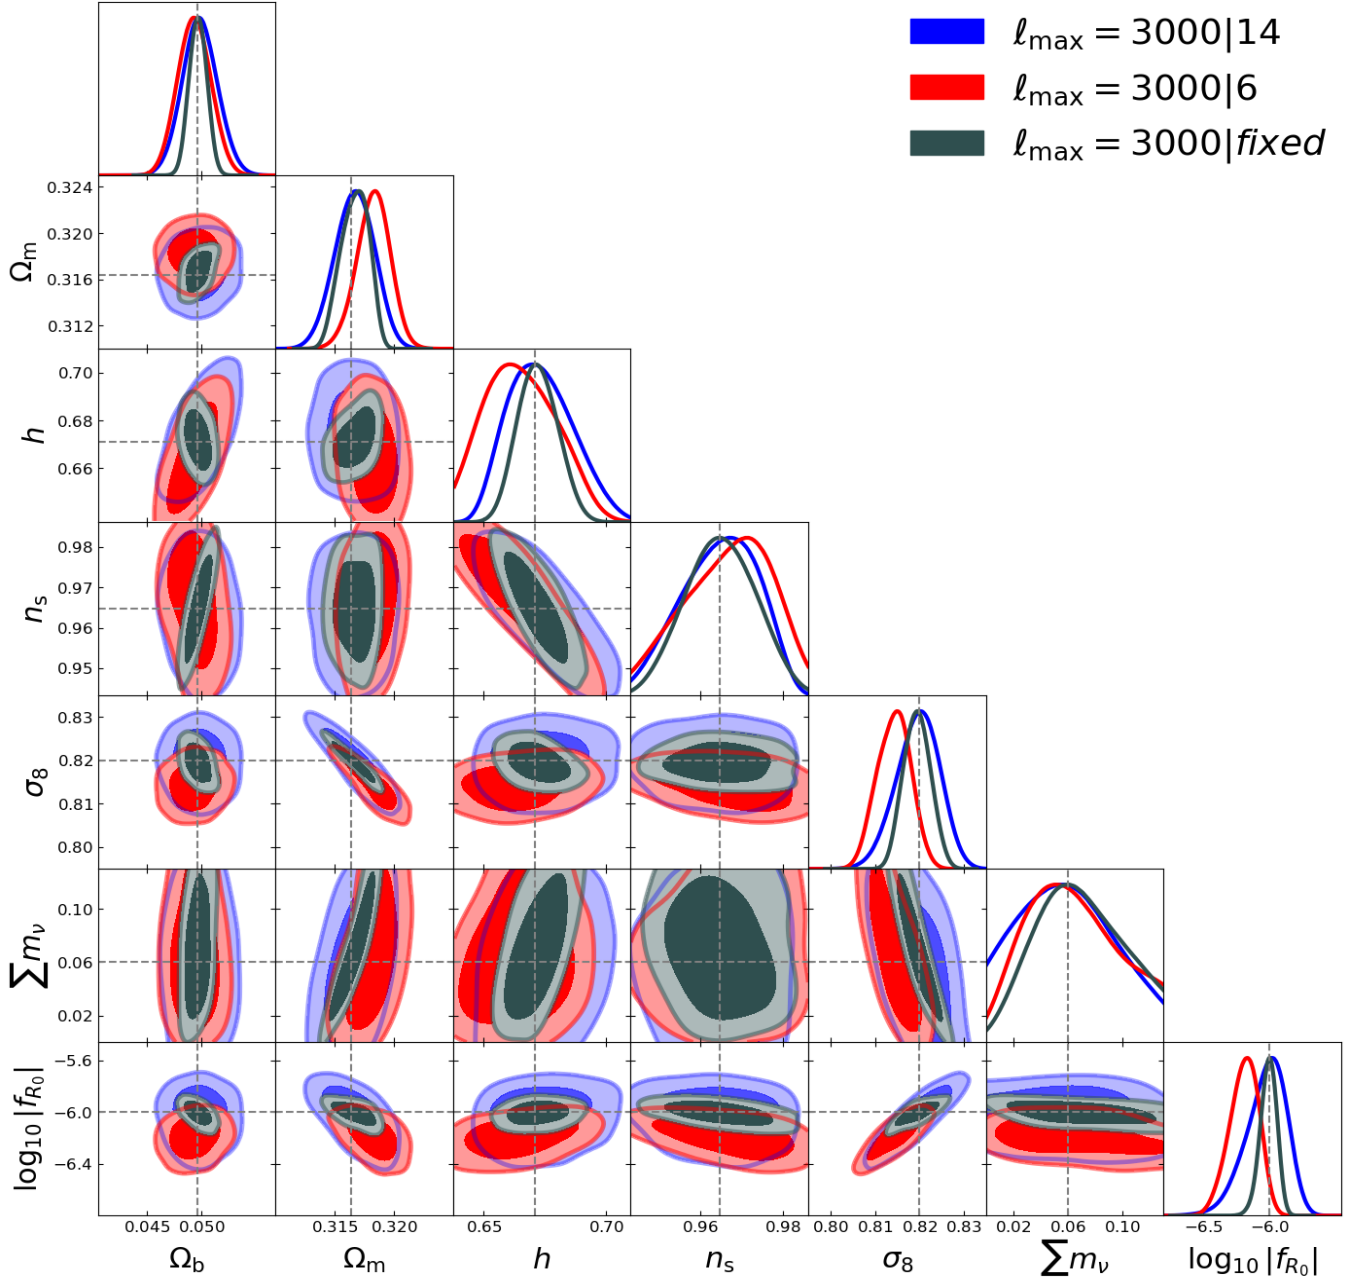 ℓmax = 3000|14
ℓmax = 3000|6
ℓmax = 3000|fixed
0.324
0.320
0.316
0.312
Ωm
0.70
0.68
0.66
h
0.98
0.97
0.96
0.95
ns
0.83
0.82
0.81
0.80
σ8
0.10
0.06
0.02
∑mν
−5.6
−6.0
−6.4
log10 |fR0|
0.045 0.050 0.315 0.320 0.65 0.70 0.96 0.98 0.80 0.81 0.82 0.83 0.02 0.06 0.10 −6.5 −6.0
Ωb Ωm h ns σ8 ∑mν log10 |fR0|